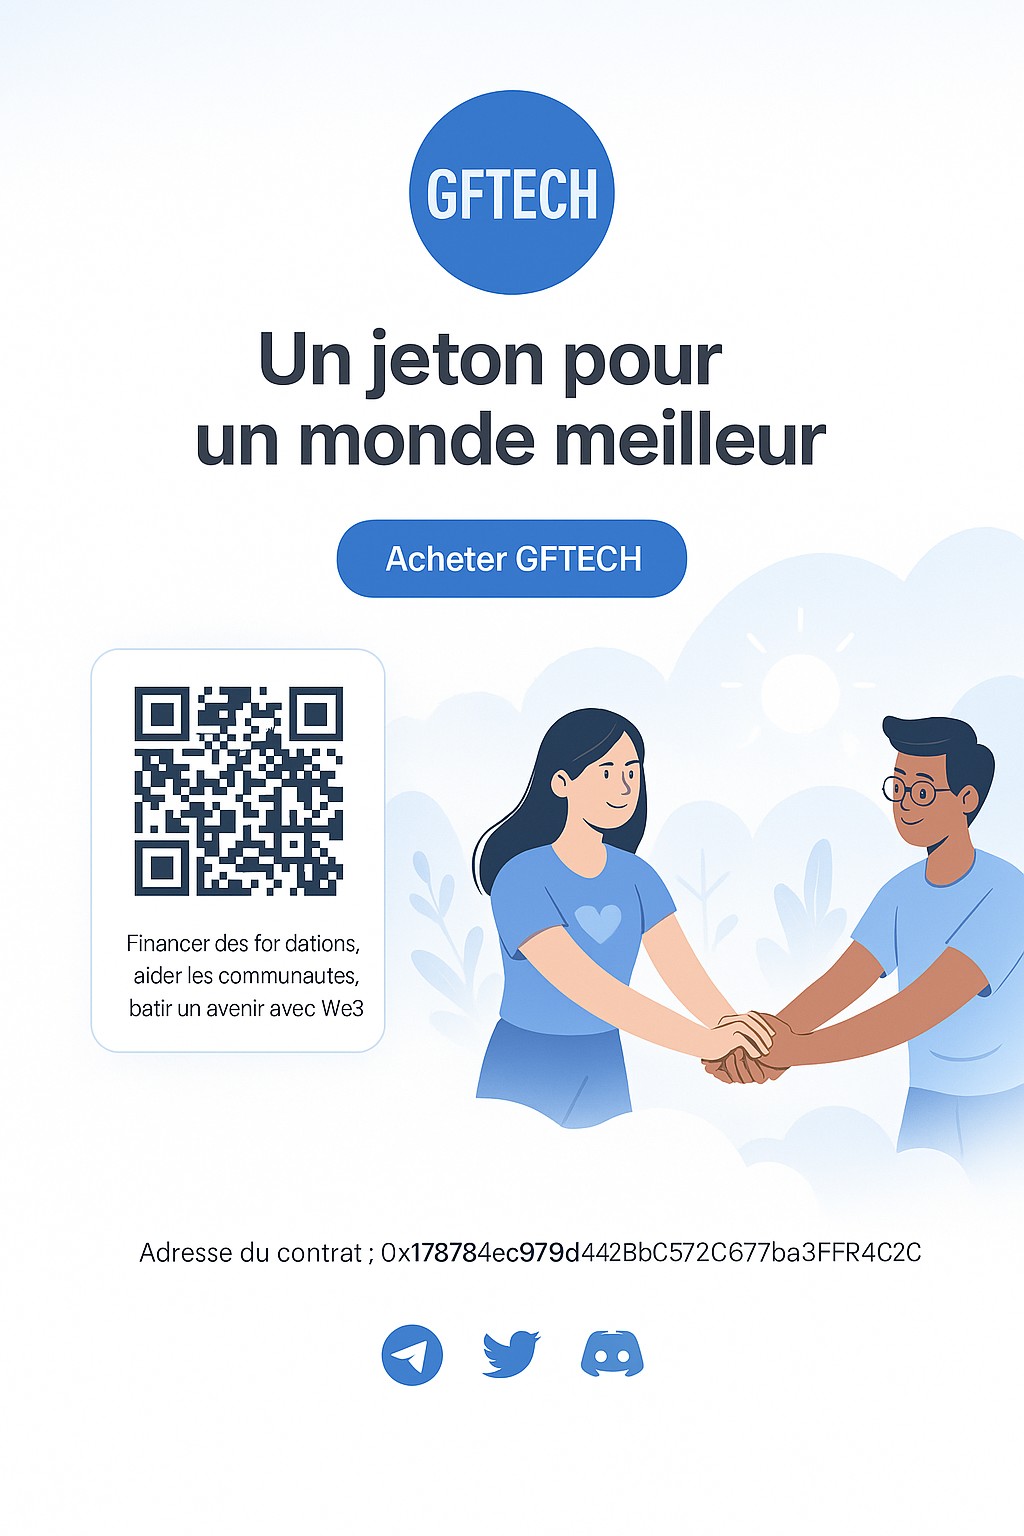 GFTECH
Un jeton pour
un monde meilleur
Acheter GFTECH
Financer des for dations,
aider les communautes,
batir un avenir avec We3
Adresse du contrat ; 0x178784ec979d442BbC572C677ba3FFR4C2C